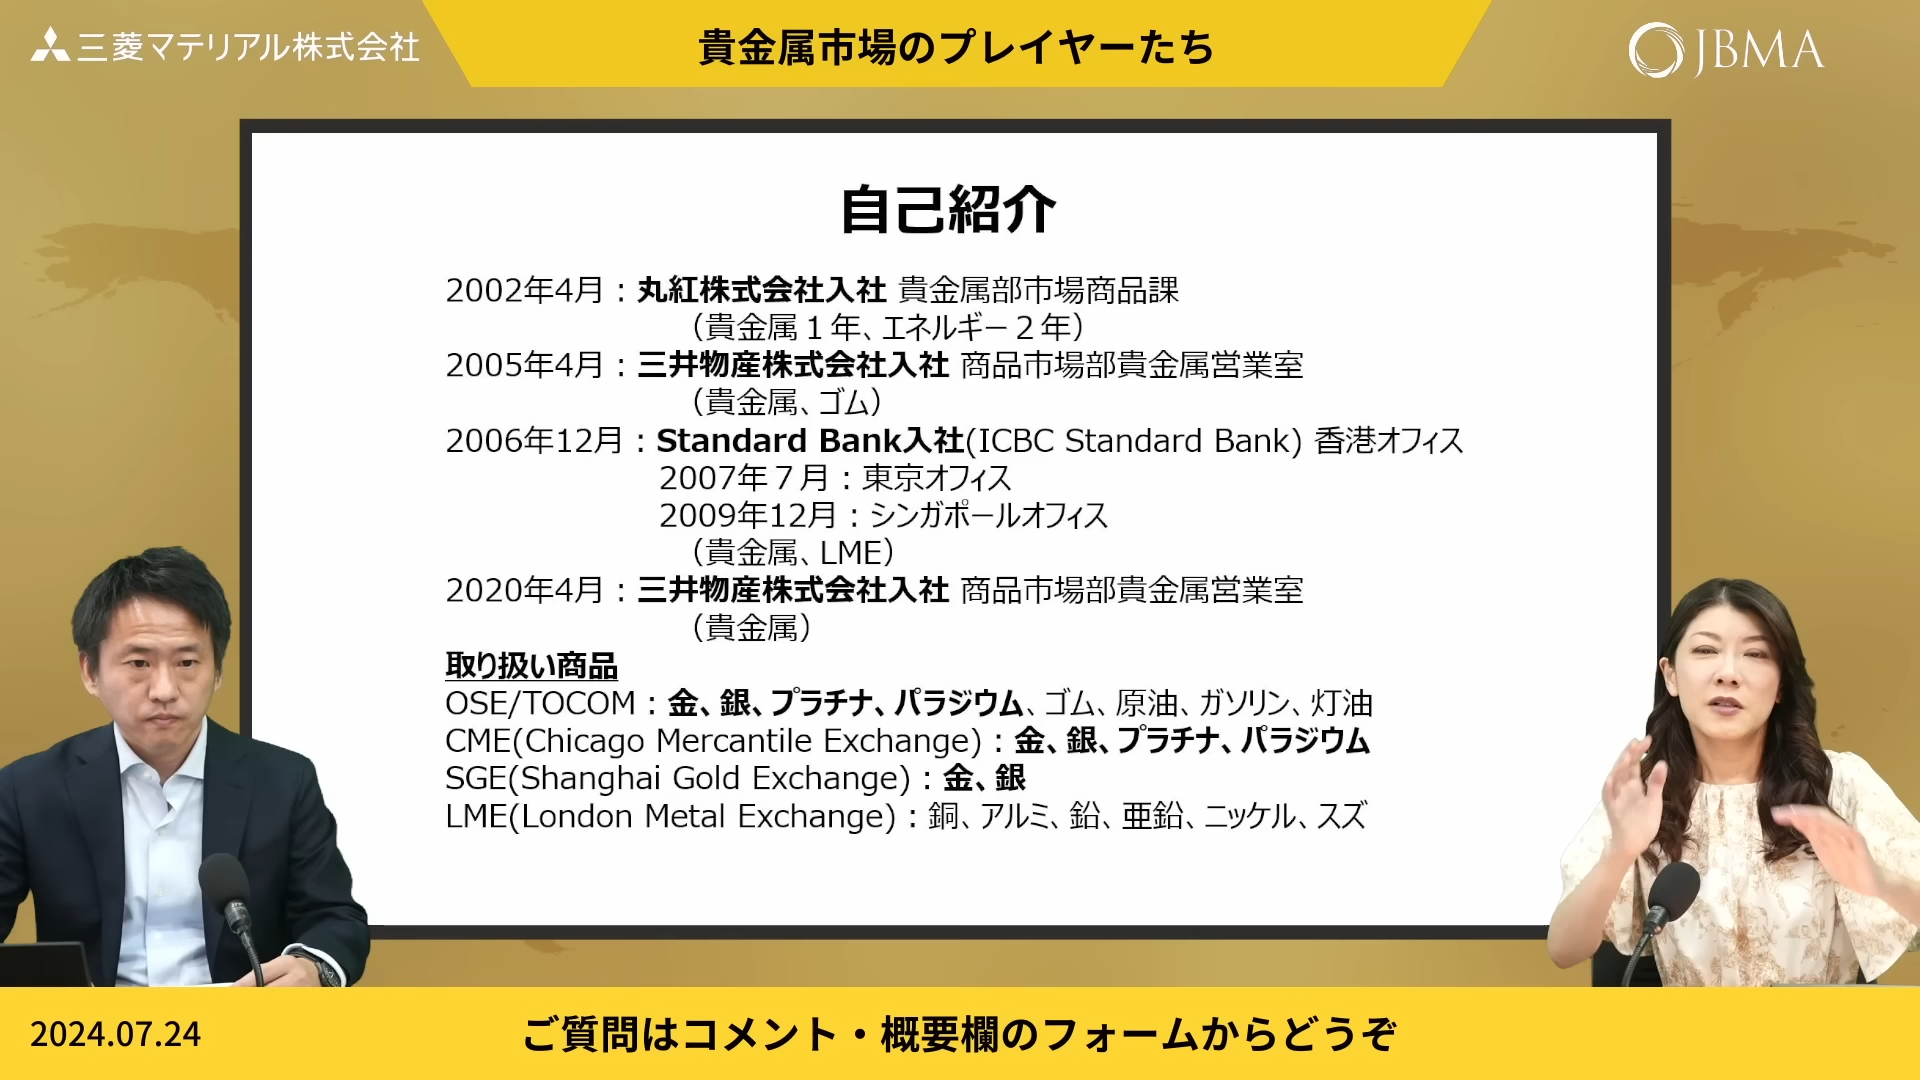 三菱マテリアル株式会社
貴金属市場のプレイヤーたち
JBMA
自己紹介
2002年4月：丸紅株式会社入社 貴金属部市場商品課
（貴金属１年、エネルギー２年）
2005年4月：三井物産株式会社入社 商品市場部貴金属営業室
（貴金属、ゴム）
2006年12月：Standard Bank入社(ICBC Standard Bank) 香港オフィス
2007年７月：東京オフィス
2009年12月：シンガポールオフィス
（貴金属、LME）
2020年4月：三井物産株式会社入社 商品市場部貴金属営業室
（貴金属）
取り扱い商品
OSE/TOCOM：金、銀、プラチナ、パラジウム、ゴム、原油、ガソリン、灯油
CME(Chicago Mercantile Exchange)：金、銀、プラチナ、パラジウム
SGE(Shanghai Gold Exchange)：金、銀
LME(London Metal Exchange)：銅、アルミ、鉛、亜鉛、ニッケル、スズ
2024.07.24
ご質問はコメント・概要欄のフォームからどうぞ